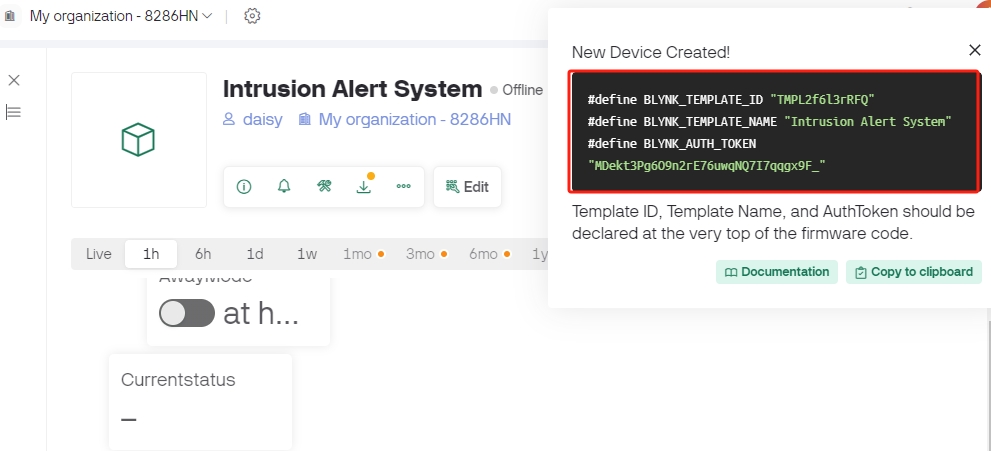 My organization - 8286HN
New Device Created!
Intrusion Alert System
Offline
daisy My organization - 8286HN
#define BLYNK_TEMPLATE_ID "TMPL2f6l3rRFQ"
#define BLYNK_TEMPLATE_NAME "Intrusion Alert System"
#define BLYNK_AUTH_TOKEN
"MDekt3Pg6O9n2rE76uwqNQ7I7qqgx9F_"
Edit
Template ID, Template Name, and AuthToken should be
declared at the very top of the firmware code.
Documentation
Copy to clipboard
Live 1h 6h 1d 1w 1mo 3mo 6mo 1y
AwayMode
at h...
Currentstatus
–